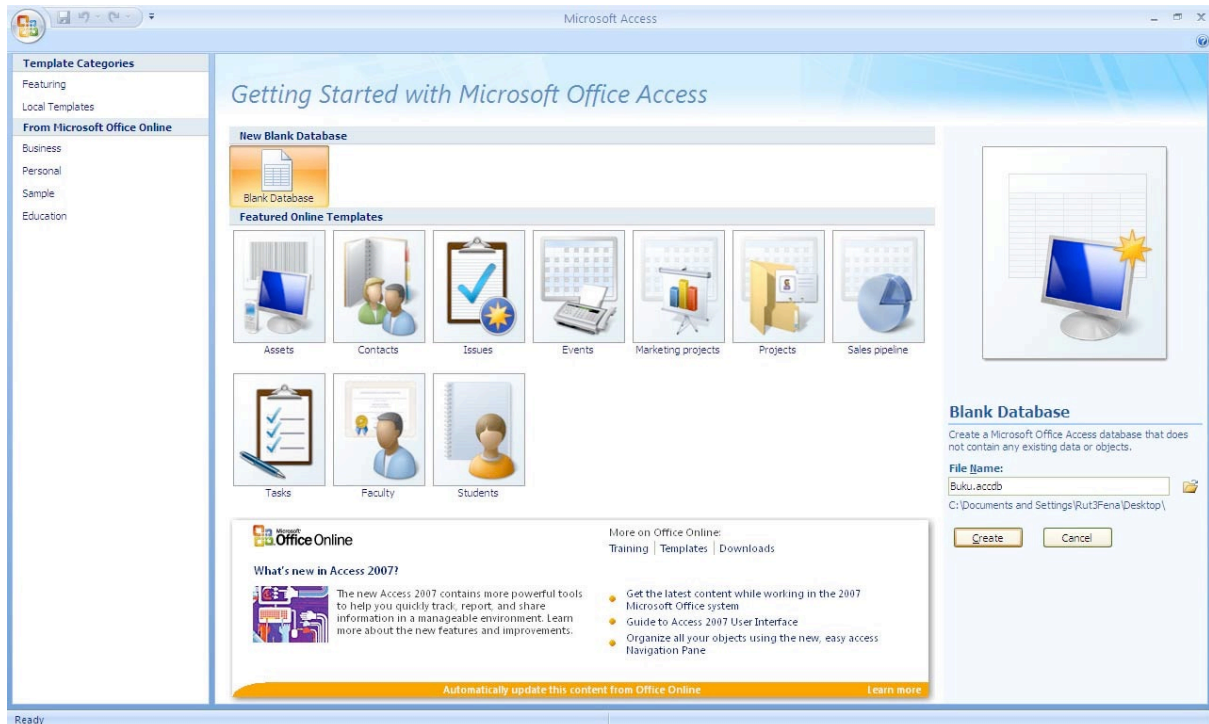 Microsoft Access
Template Categories
Featuring
Local Templates
From Microsoft Office Online
Business
Personal
Sample
Education
Getting Started with Microsoft Office Access
New Blank Database
Blank Database
Featured Online Templates
Assets
Contacts
Issues
Events
Marketing projects
Projects
Sales pipeline
Tasks
Faculty
Students
Microsoft
Office Online
What's new in Access 2007?
The new Access 2007 contains more powerful tools
to help you quickly track, report, and share
information in a manageable environment. Learn
more about the new features and improvements.
More on Office Online:
Training | Templates | Downloads
Get the latest content while working in the 2007
Microsoft Office system
Guide to Access 2007 User Interface
Organize all your objects using the new, easy access
Navigation Pane
Automatically update this content from Office Online
Learn more
Blank Database
Create a Microsoft Office Access database that does
not contain any existing data or objects.
File Name:
Buku.accdb
C:\Documents and Settings\Rut3Fena\Desktop\
Create
Cancel
Ready